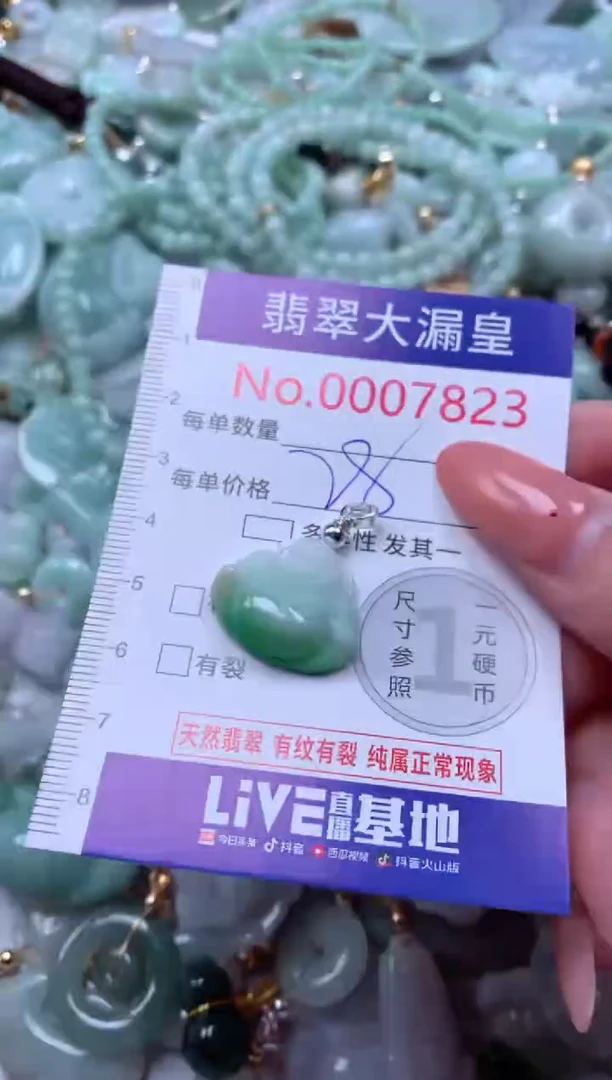 翡翠大漏皇
No.0007823
每单数量
每单价格
28
性发其一
有裂
尺寸参照
1
一元硬币
天然翡翠 有纹有裂 纯属正常现象
LiVE直播基地
今日头条 抖音 西瓜视频 抖音火山版
1
2
3
4
5
6
7
8